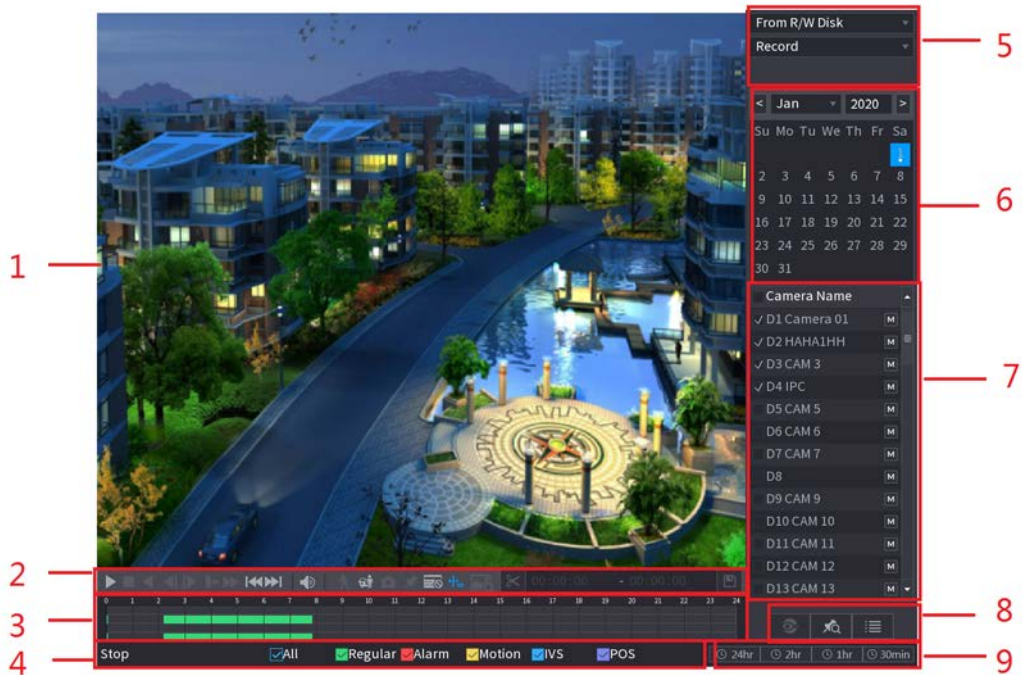 From R/W Disk
Record
5
< Jan 2020 >
Su Mo Tu We Th Fr Sa
1
2 3 4 5 6 7 8
9 10 11 12 13 14 15
16 17 18 19 20 21 22
23 24 25 26 27 28 29
30 31
6
1
Camera Name
D1 Camera 01 M
D2 HAHA1HH M
D3 CAM 3 M
D4 IPC M
D5 CAM 5 M
D6 CAM 6 M
D7 CAM 7 M
D8 M
D9 CAM 9 M
D10 CAM 10 M
D11 CAM 11 M
D12 CAM 12 M
D13 CAM 13 M
7
2
00:00:00 - 00:00:00
0 1 2 3 4 5 6 7 8 9 10 11 12 13 14 15 16 17 18 19 20 21 22 23 24
3
8
4
Stop All Regular Alarm Motion IVS POS
24hr 2hr 1hr 30min
9